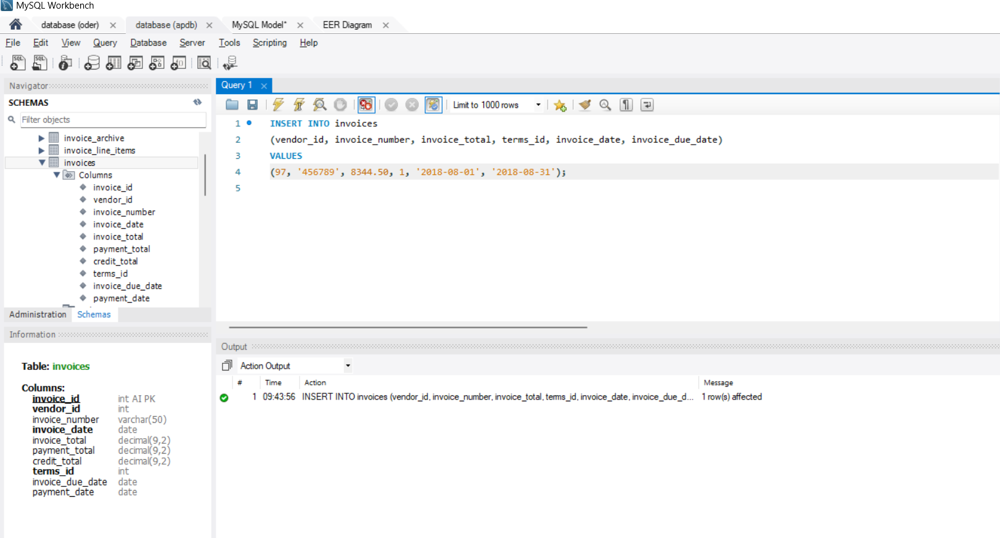 MySQL Workbench
database (oder)
database (apdb)
MySQL Model*
EER Diagram
File Edit View Query Database Server Tools Scripting Help
Navigator
SCHEMAS
Filter objects
invoice_archive
invoice_line_items
invoices
Columns
invoice_id
vendor_id
invoice_number
invoice_date
invoice_total
payment_total
credit_total
terms_id
invoice_due_date
payment_date
Administration Schemas
Information
Table: invoices
Columns:
invoice_id int AI PK
vendor_id int
invoice_number varchar(50)
invoice_date date
invoice_total decimal(9,2)
payment_total decimal(9,2)
credit_total decimal(9,2)
terms_id int
invoice_due_date date
payment_date date
Query 1
Limit to 1000 rows
1 INSERT INTO invoices
2 (vendor_id, invoice_number, invoice_total, terms_id, invoice_date, invoice_due_date)
3 VALUES
4 (97, '456789', 8344.50, 1, '2018-08-01', '2018-08-31');
5
Output
Action Output
# Time Action Message
1 09:43:56 INSERT INTO invoices (vendor_id, invoice_number, invoice_total, terms_id, invoice_date, invoice_due_d... 1 row(s) affected